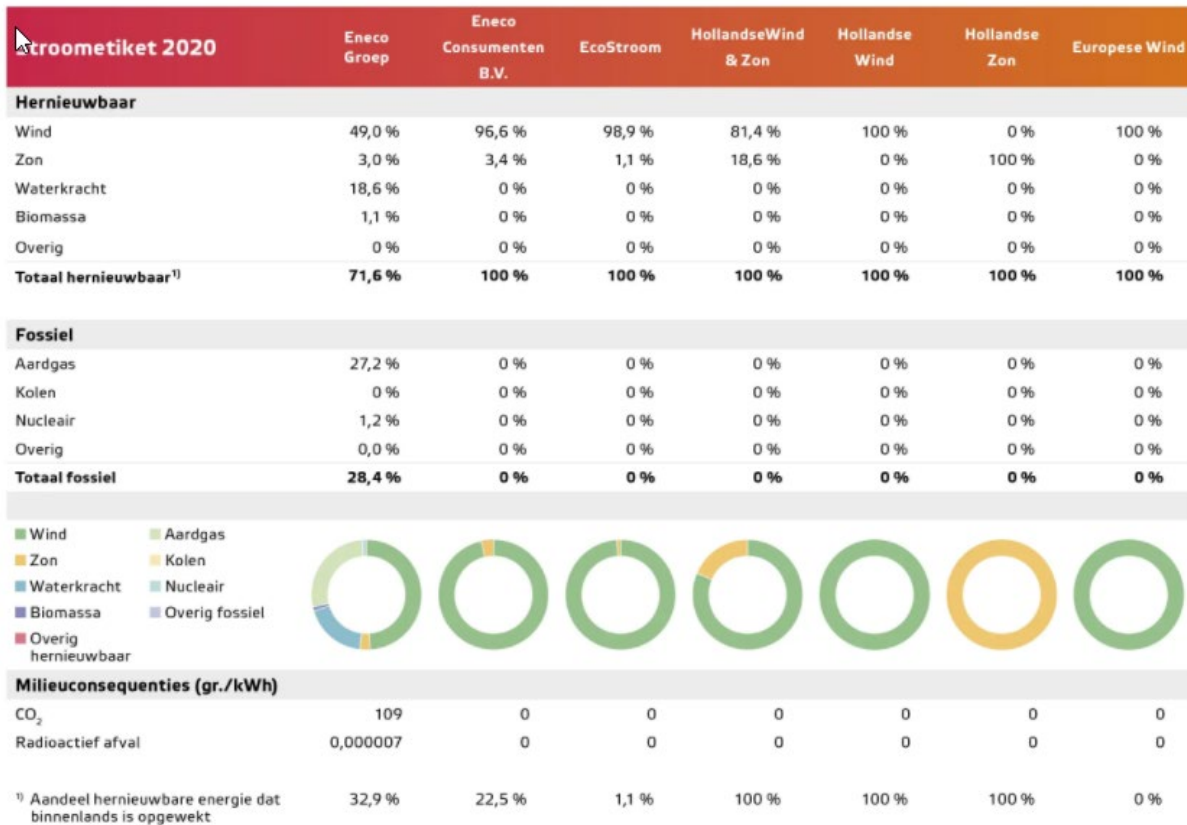 Stroometiket 2020 Eneco Groep Eneco Consumenten B.V. EcoStroom HollandseWind & Zon Hollandse Wind Hollandse Zon Europese Wind
Hernieuwbaar
Wind 49,0 % 96,6 % 98,9 % 81,4 % 100 % 0 % 100 %
Zon 3,0 % 3,4 % 1,1 % 18,6 % 0 % 100 % 0 %
Waterkracht 18,6 % 0 % 0 % 0 % 0 % 0 % 0 %
Biomassa 1,1 % 0 % 0 % 0 % 0 % 0 % 0 %
Overig 0 % 0 % 0 % 0 % 0 % 0 % 0 %
Totaal hernieuwbaar¹⁾ 71,6 % 100 % 100 % 100 % 100 % 100 % 100 %
Fossiel
Aardgas 27,2 % 0 % 0 % 0 % 0 % 0 % 0 %
Kolen 0 % 0 % 0 % 0 % 0 % 0 % 0 %
Nucleair 1,2 % 0 % 0 % 0 % 0 % 0 % 0 %
Overig 0,0 % 0 % 0 % 0 % 0 % 0 % 0 %
Totaal fossiel 28,4 % 0 % 0 % 0 % 0 % 0 % 0 %
Wind Aardgas
Zon Kolen
Waterkracht Nucleair
Biomassa Overig fossiel
Overig
hernieuwbaar
Milieuconsequenties (gr./kWh)
CO₂ 109 0 0 0 0 0 0
Radioactief afval 0,000007 0 0 0 0 0 0
¹⁾ Aandeel hernieuwbare energie dat 32,9 % 22,5 % 1,1 % 100 % 100 % 100 % 0 %
binnenlands is opgewekt